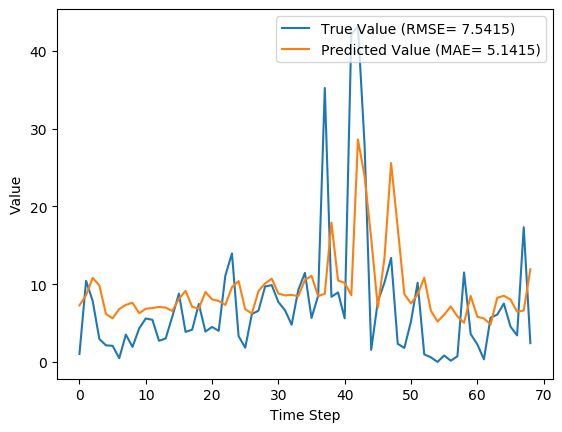 True Value (RMSE= 7.5415)
Predicted Value (MAE= 5.1415)
40
30
20
10
0
Value
0 10 20 30 40 50 60 70
Time Step